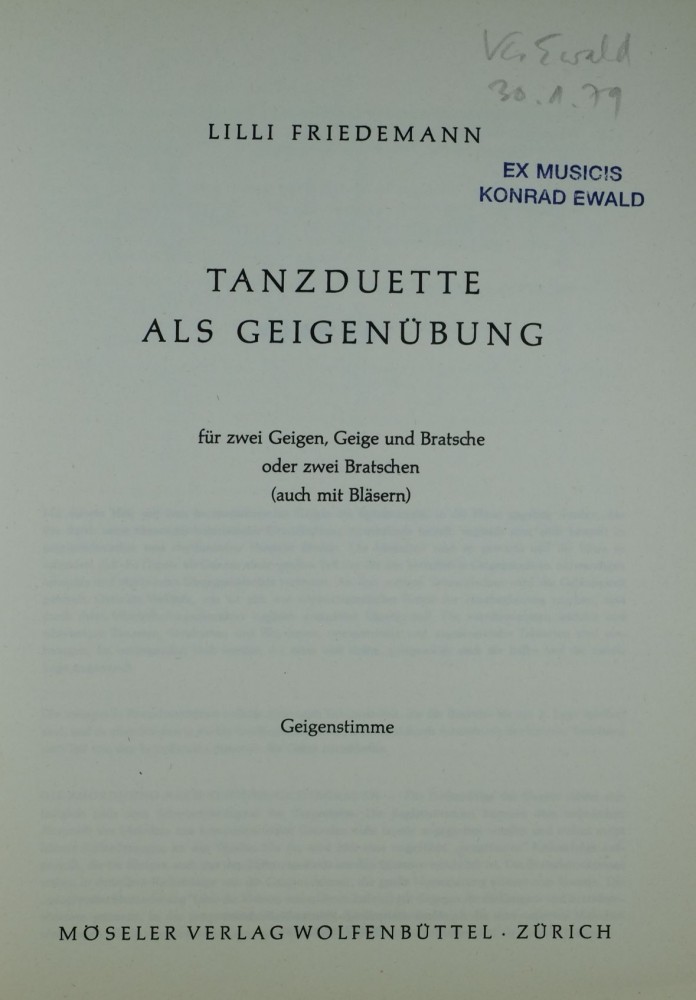 Ewald
30.1.79
LILLI FRIEDEMANN
EX MUSICIS
KONRAD EWALD
TANZDUETTE
ALS GEIGENÜBUNG
für zwei Geigen, Geige und Bratsche
oder zwei Bratschen
(auch mit Bläsern)
Geigenstimme
MÖSELER VERLAG WOLFENBÜTTEL · ZÜRICH